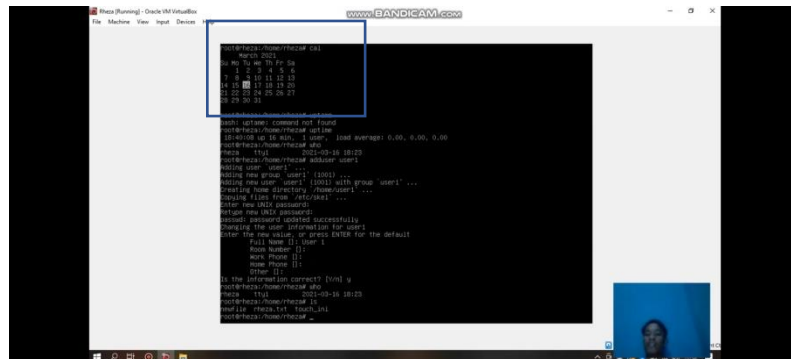 Rheza [Running] - Oracle VM VirtualBox
www.BANDICAM.com
File Machine View Input Devices Help
root@rheza:/home/rheza# cal
March 2021
Su Mo Tu We Th Fr Sa
1 2 3 4 5 6
7 8 9 10 11 12 13
14 15 16 17 18 19 20
21 22 23 24 25 26 27
28 29 30 31
root@rheza:/home/rheza# uptame
bash: uptame: command not found
root@rheza:/home/rheza# uptime
18:40:08 up 16 min, 1 user, load average: 0.00, 0.00, 0.00
root@rheza:/home/rheza# who
rheza tty1 2021-03-16 18:23
root@rheza:/home/rheza# adduser user1
Adding user `user1' ...
Adding new group `user1' (1001) ...
Adding new user `user1' (1001) with group `user1' ...
Creating home directory `/home/user1' ...
Copying files from `/etc/skel' ...
Enter new UNIX password:
Retype new UNIX password:
passwd: password updated successfully
Changing the user information for user1
Enter the new value, or press ENTER for the default
Full Name []: User 1
Room Number []:
Work Phone []:
Home Phone []:
Other []:
Is the information correct? [Y/n] y
root@rheza:/home/rheza# who
rheza tty1 2021-03-16 18:23
root@rheza:/home/rheza# ls
newfile rheza.txt touch_ini
root@rheza:/home/rheza# _